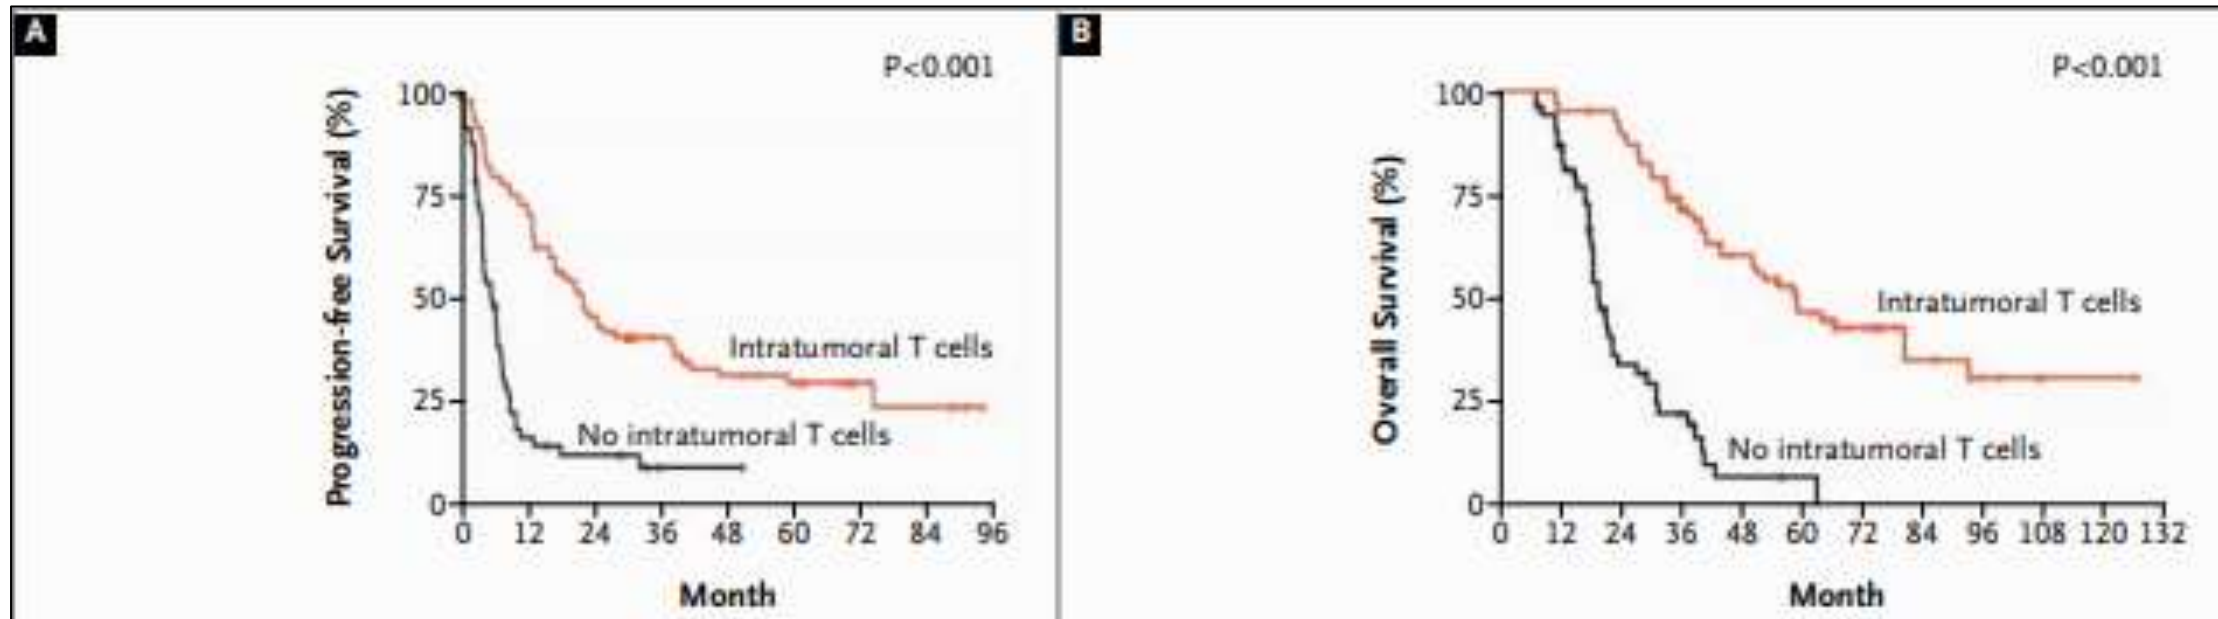 A
P<0.001
Progression-free Survival (%)
100
75
50
25
0
Intratumoral T cells
No intratumoral T cells
0 12 24 36 48 60 72 84 96
Month
B
P<0.001
Overall Survival (%)
100
75
50
25
0
Intratumoral T cells
No intratumoral T cells
0 12 24 36 48 60 72 84 96 108 120 132
Month